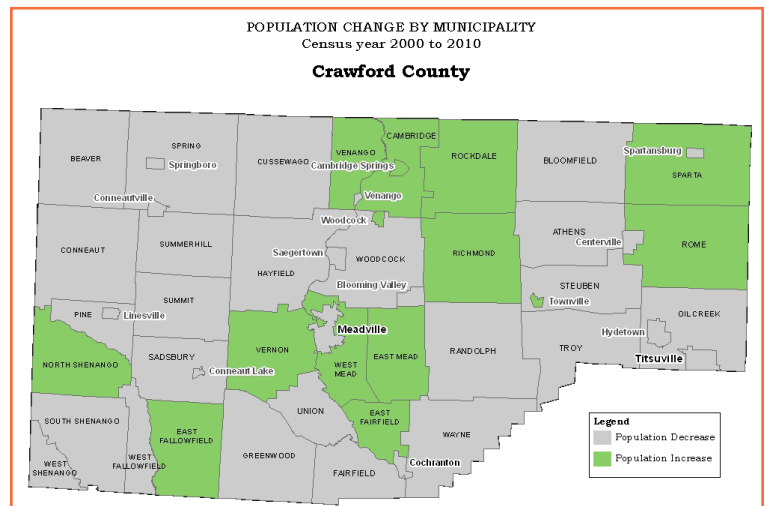 POPULATION CHANGE BY MUNICIPALITY
Census year 2000 to 2010
Crawford County
BEAVER
SPRING
Springboro
CUSSEWAGO
VENANGO
CAMBRIDGE
Cambridge Springs
ROCKDALE
BLOOMFIELD
Spartansburg
SPARTA
Conneautville
Venango
Woodcock
CONNEAUT
SUMMERHILL
HAYFIELD
Saegertown
WOODCOCK
Blooming Valley
RICHMOND
ATHENS
Centerville
ROME
STEUBEN
Townville
SUMMIT
PINE
Linesville
Meadville
OILCREEK
Hydetown
Titsuville
NORTH SHENANGO
SADSBURY
Conneaut Lake
VERNON
WEST
MEAD
EAST MEAD
RANDOLPH
TROY
SOUTH SHENANGO
EAST
FALLOWFIELD
UNION
EAST
FAIRFIELD
WAYNE
WEST
SHENANGO
WEST
FALLOWFIELD
GREENWOOD
FAIRFIELD
Cochranton
Legend
Population Decrease
Population Increase